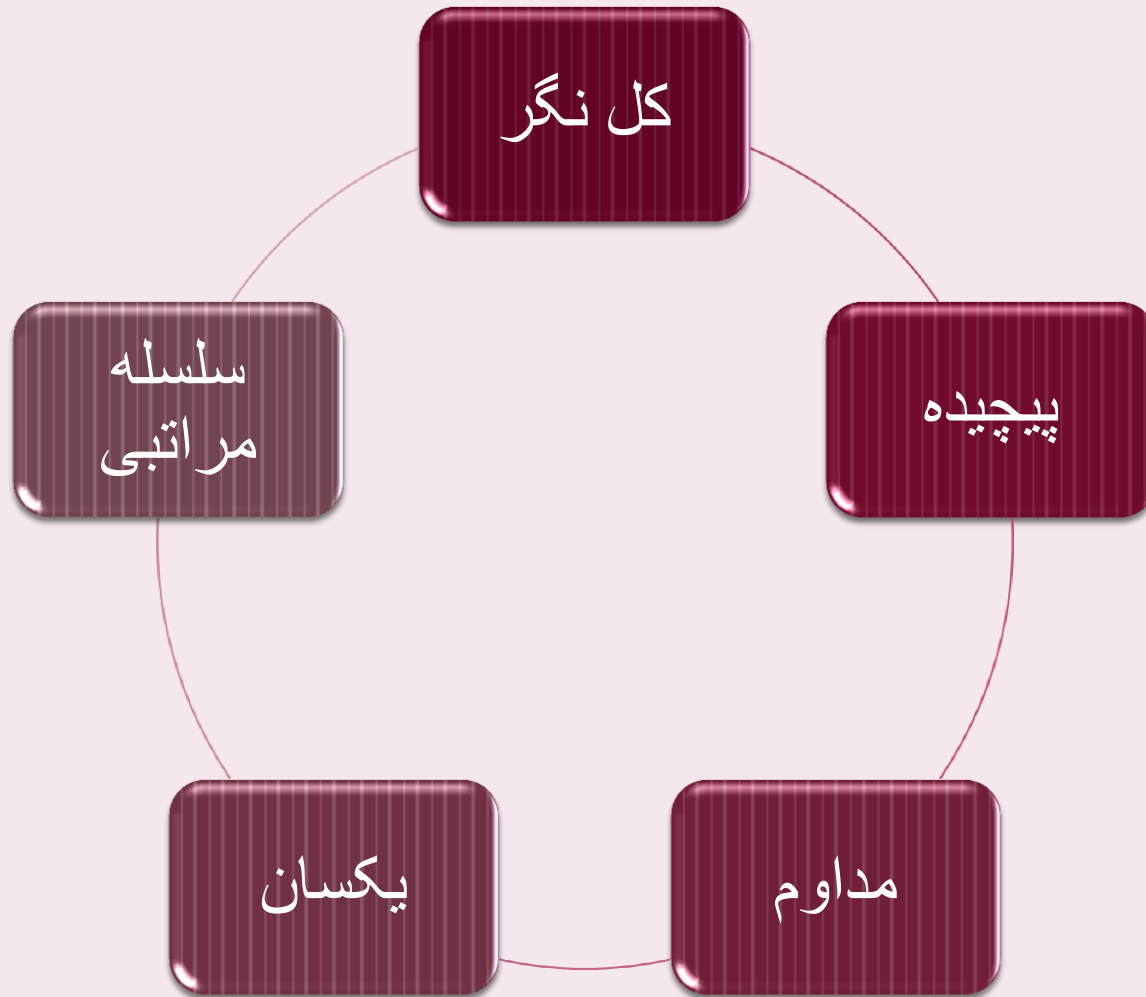 کل نگر
پیچیده
مداوم
یکسان
سلسله
مراتبی